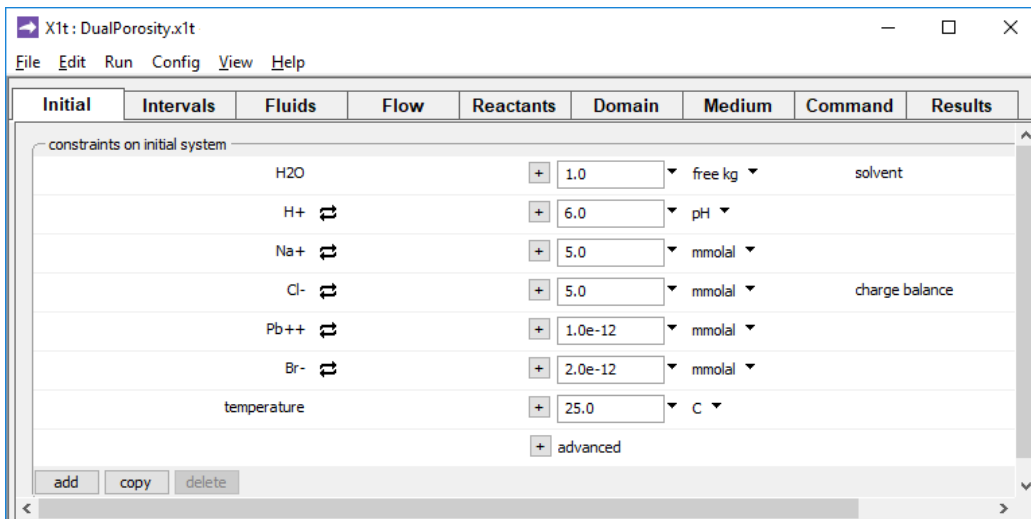 X1t : DualPorosity.x1t
File Edit Run Config View Help
Initial Intervals Fluids Flow Reactants Domain Medium Command Results
constraints on initial system
H2O + 1.0 free kg solvent
H+ + 6.0 pH
Na+ + 5.0 mmolal
Cl- + 5.0 mmolal charge balance
Pb++ + 1.0e-12 mmolal
Br- + 2.0e-12 mmolal
temperature + 25.0 C
+ advanced
add copy delete